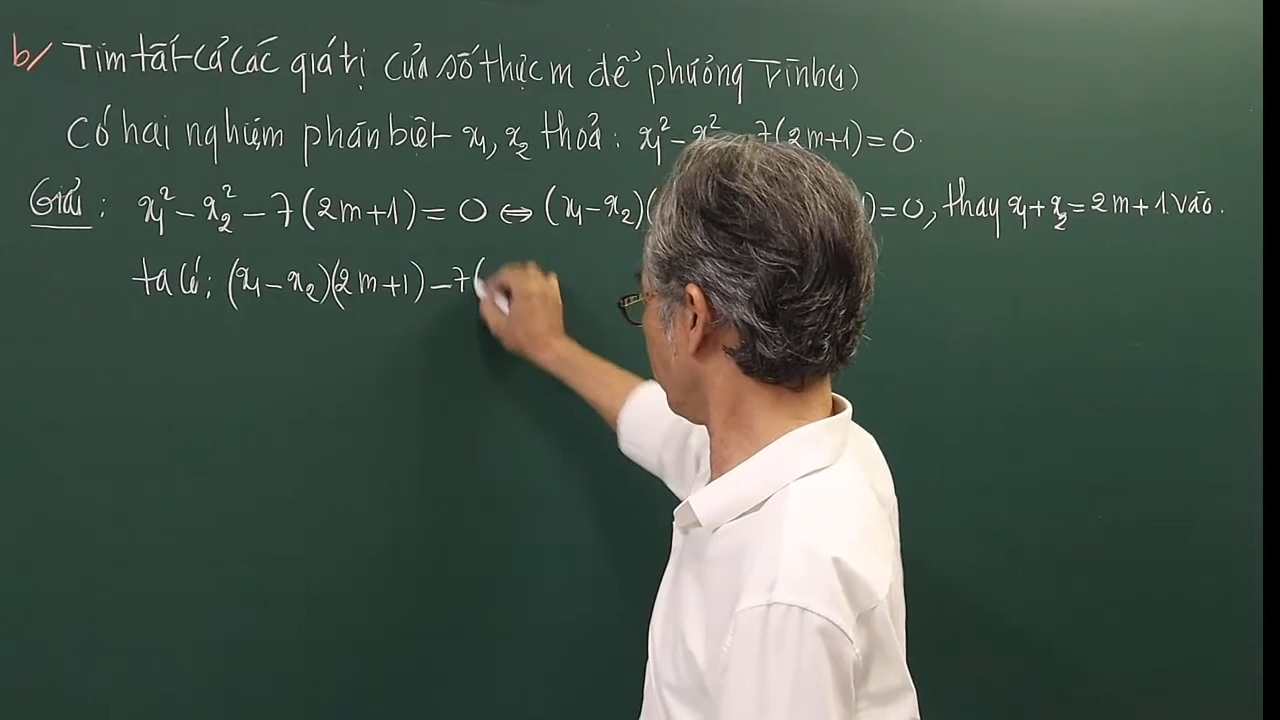 b/ Tìm tất cả các giá trị của số thực m để phương trình (1)
Có hai nghiệm phân biệt x₁, x₂ thoả : x₁² - x₂² - 7(2m+1) = 0.
Giải : x₁² - x₂² - 7(2m+1) = 0 ⇔ (x₁ - x₂)( ) = 0, thay x₁ + x₂ = 2m + 1 vào.
ta có : (x₁ - x₂)(2m+1) - 7(